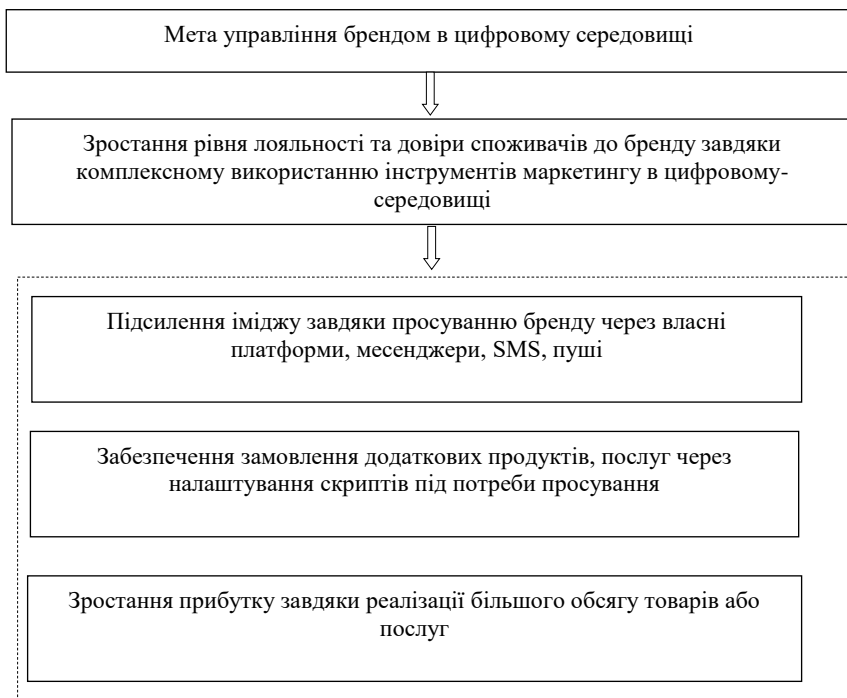 Мета управління брендом в цифровому середовищі
Зростання рівня лояльності та довіри споживачів до бренду завдяки
комплексному використанню інструментів маркетингу в цифровому-
середовищі
Підсилення іміджу завдяки просуванню бренду через власні
платформи, месенджери, SMS, пуші
Забезпечення замовлення додаткових продуктів, послуг через
налаштування скриптів під потреби просування
Зростання прибутку завдяки реалізації більшого обсягу товарів або
послуг